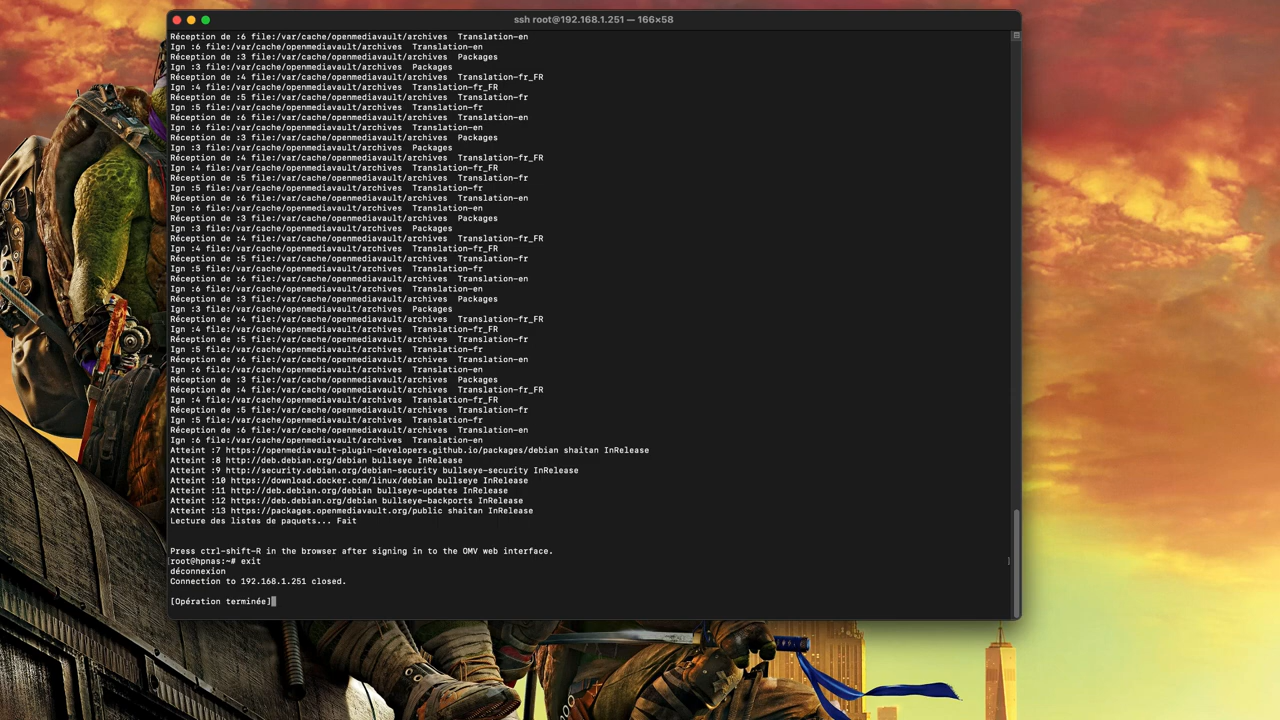 ssh root@192.168.1.251 — 166×58
Réception de :6 file:/var/cache/openmediavault/archives  Translation-en
Ign :6 file:/var/cache/openmediavault/archives  Translation-en
Réception de :3 file:/var/cache/openmediavault/archives  Packages
Ign :3 file:/var/cache/openmediavault/archives  Packages
Réception de :4 file:/var/cache/openmediavault/archives  Translation-fr_FR
Ign :4 file:/var/cache/openmediavault/archives  Translation-fr_FR
Réception de :5 file:/var/cache/openmediavault/archives  Translation-fr
Ign :5 file:/var/cache/openmediavault/archives  Translation-fr
Réception de :6 file:/var/cache/openmediavault/archives  Translation-en
Ign :6 file:/var/cache/openmediavault/archives  Translation-en
Réception de :3 file:/var/cache/openmediavault/archives  Packages
Ign :3 file:/var/cache/openmediavault/archives  Packages
Réception de :4 file:/var/cache/openmediavault/archives  Translation-fr_FR
Ign :4 file:/var/cache/openmediavault/archives  Translation-fr_FR
Réception de :5 file:/var/cache/openmediavault/archives  Translation-fr
Ign :5 file:/var/cache/openmediavault/archives  Translation-fr
Réception de :6 file:/var/cache/openmediavault/archives  Translation-en
Ign :6 file:/var/cache/openmediavault/archives  Translation-en
Réception de :3 file:/var/cache/openmediavault/archives  Packages
Ign :3 file:/var/cache/openmediavault/archives  Packages
Réception de :4 file:/var/cache/openmediavault/archives  Translation-fr_FR
Ign :4 file:/var/cache/openmediavault/archives  Translation-fr_FR
Réception de :5 file:/var/cache/openmediavault/archives  Translation-fr
Ign :5 file:/var/cache/openmediavault/archives  Translation-fr
Réception de :6 file:/var/cache/openmediavault/archives  Translation-en
Ign :6 file:/var/cache/openmediavault/archives  Translation-en
Réception de :3 file:/var/cache/openmediavault/archives  Packages
Ign :3 file:/var/cache/openmediavault/archives  Packages
Réception de :4 file:/var/cache/openmediavault/archives  Translation-fr_FR
Ign :4 file:/var/cache/openmediavault/archives  Translation-fr_FR
Réception de :5 file:/var/cache/openmediavault/archives  Translation-fr
Ign :5 file:/var/cache/openmediavault/archives  Translation-fr
Réception de :6 file:/var/cache/openmediavault/archives  Translation-en
Ign :6 file:/var/cache/openmediavault/archives  Translation-en
Réception de :3 file:/var/cache/openmediavault/archives  Packages
Réception de :4 file:/var/cache/openmediavault/archives  Translation-fr_FR
Ign :4 file:/var/cache/openmediavault/archives  Translation-fr_FR
Réception de :5 file:/var/cache/openmediavault/archives  Translation-fr
Ign :5 file:/var/cache/openmediavault/archives  Translation-fr
Réception de :6 file:/var/cache/openmediavault/archives  Translation-en
Ign :6 file:/var/cache/openmediavault/archives  Translation-en
Atteint :7 https://openmediavault-plugin-developers.github.io/packages/debian shaitan InRelease
Atteint :8 http://deb.debian.org/debian bullseye InRelease
Atteint :9 http://security.debian.org/debian-security bullseye-security InRelease
Atteint :10 https://download.docker.com/linux/debian bullseye InRelease
Atteint :11 http://deb.debian.org/debian bullseye-updates InRelease
Atteint :12 https://deb.debian.org/debian bullseye-backports InRelease
Atteint :13 https://packages.openmediavault.org/public shaitan InRelease
Lecture des listes de paquets... Fait
Press ctrl-shift-R in the browser after signing in to the OMV web interface.
root@hpnas:~# exit
déconnexion
Connection to 192.168.1.251 closed.
[Opération terminée]